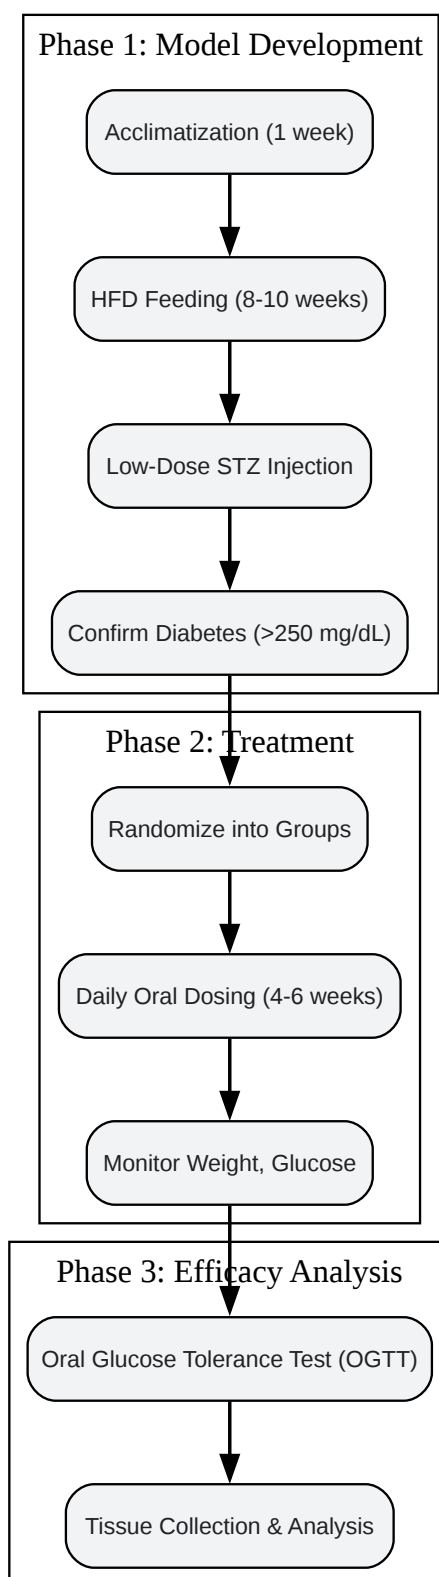 Phase 1: Model Development
Acclimatization (1 week)
HFD Feeding (8-10 weeks)
Low-Dose STZ Injection
Confirm Diabetes (>250 mg/dL)
Phase 2: Treatment
Randomize into Groups
Daily Oral Dosing (4-6 weeks)
Monitor Weight, Glucose
Phase 3: Efficacy Analysis
Oral Glucose Tolerance Test (OGTT)
Tissue Collection & Analysis